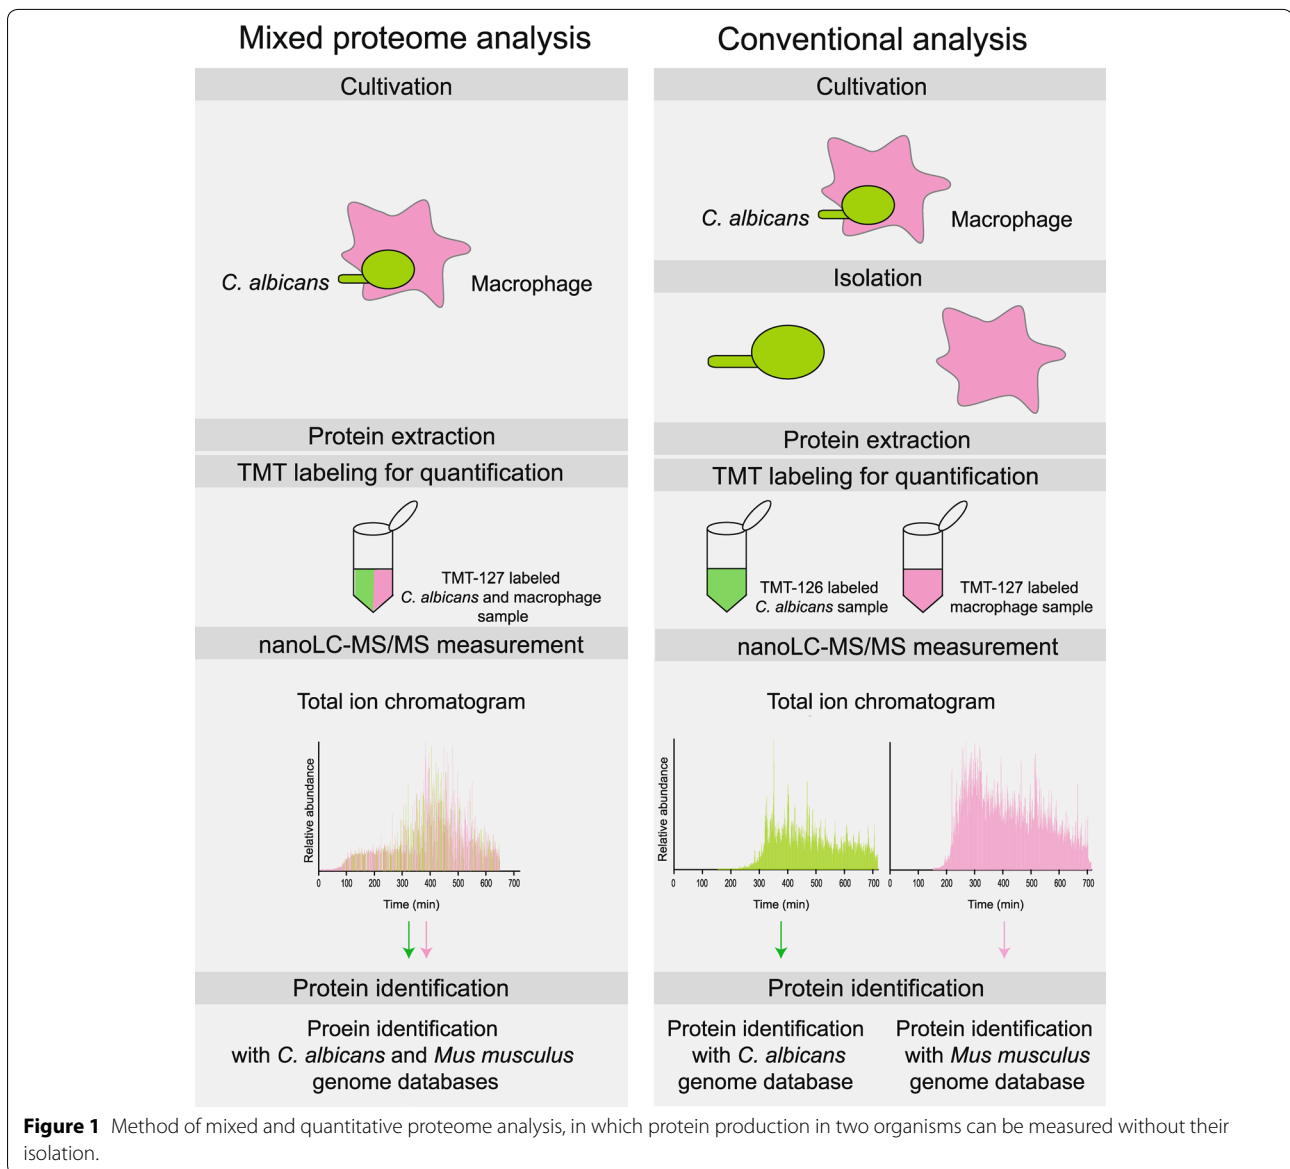 Mixed proteome analysis
Cultivation
C. albicans
Macrophage
Protein extraction
TMT labeling for quantification
TMT-127 labeled
C. albicans and macrophage
sample
nanoLC-MS/MS measurement
Total ion chromatogram
Relative abundance
0 100 200 300 400 500 600 700
Time (min)
Protein identification
Proein identification
with C. albicans and Mus musculus
genome databases
Conventional analysis
Cultivation
C. albicans
Macrophage
Isolation
Protein extraction
TMT labeling for quantification
TMT-126 labeled
C. albicans sample
TMT-127 labeled
macrophage sample
nanoLC-MS/MS measurement
Total ion chromatogram
Relative abundance
0 100 200 300 400 500 600 700
Time (min)
0 100 200 300 400 500 600 700
Time (min)
Protein identification
Protein identification
with C. albicans
genome database
Protein identification
with Mus musculus
genome database
Figure 1 Method of mixed and quantitative proteome analysis, in which protein production in two organisms can be measured without their
isolation.